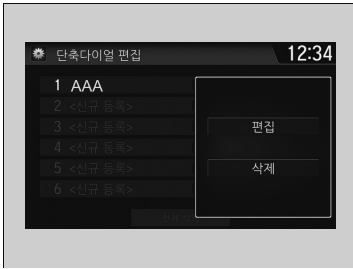 단축다이얼 편집
12:34
1 AAA
2 <신규 등록>
3 <신규 등록>
4 <신규 등록>
5 <신규 등록>
6 <신규 등록>
편집
삭제